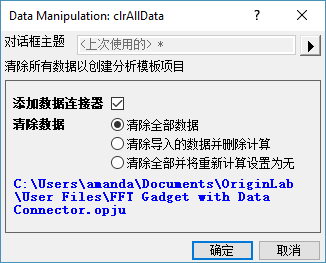 Data Manipulation: clrAllData
对话框主题 <上次使用的> *
清除所有数据以创建分析模板项目
添加数据连接器
清除数据 清除全部数据
清除导入的数据并删除计算
清除全部并将重新计算设置为无
C:\Users\amanda\Documents\OriginLab
\User Files\FFT Gadget with Data
Connector.opju
确定 取消